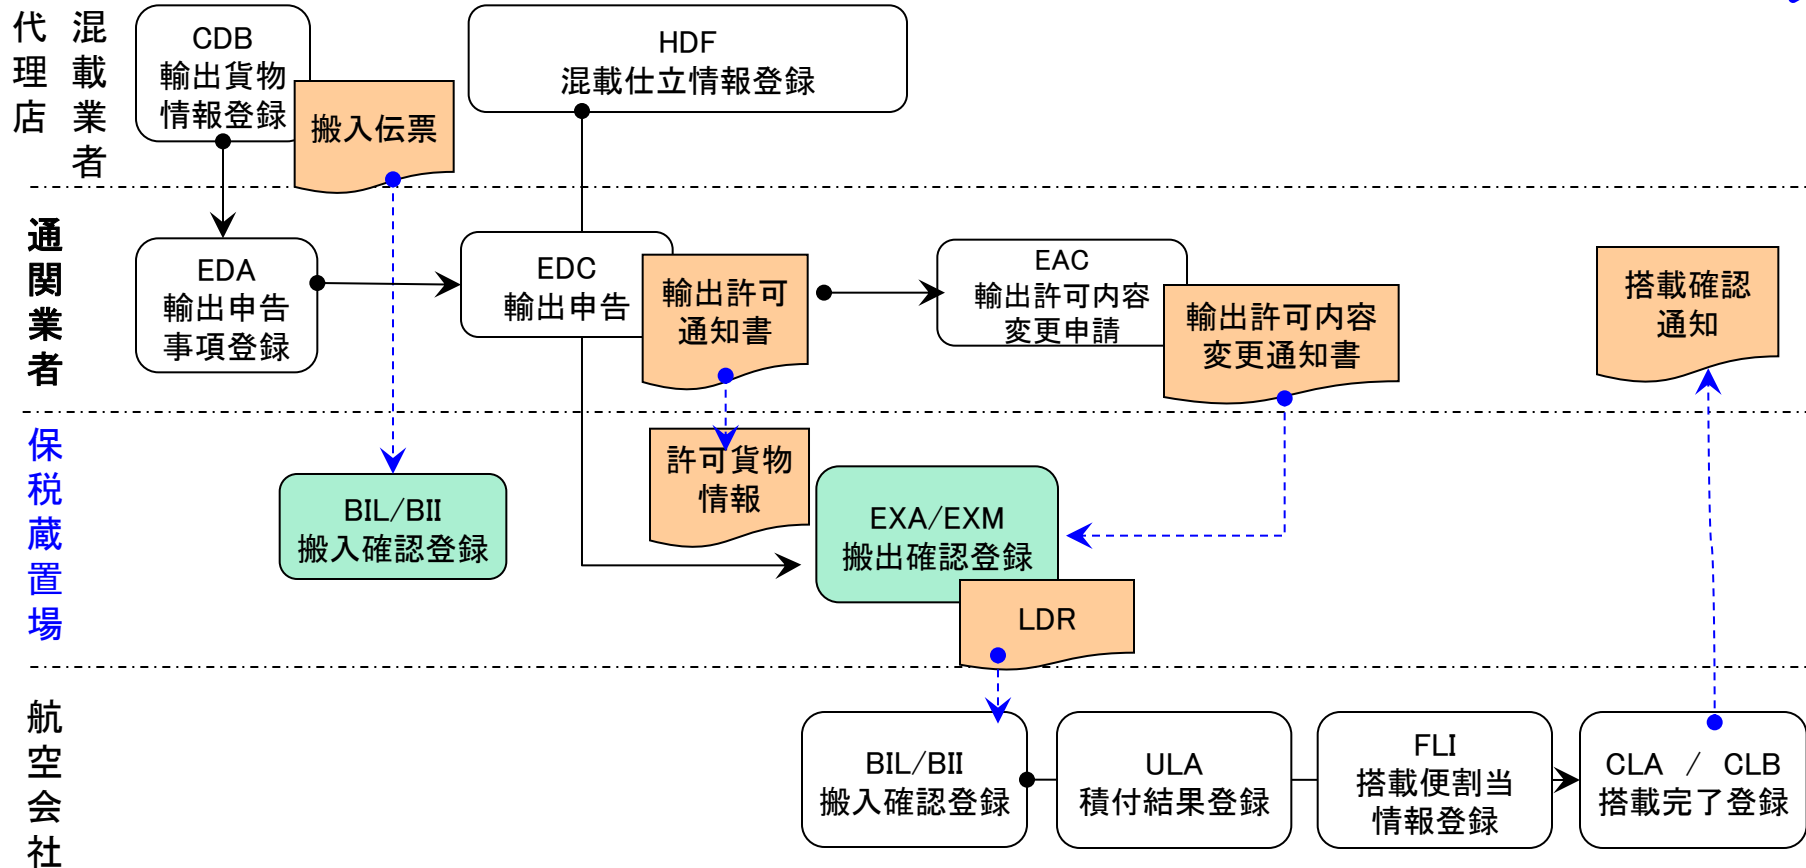 代理店
混載業者
CDB
輸出貨物
情報登録
搬入伝票
HDF
混載仕立情報登録
通関業者
EDA
輸出申告
事項登録
EDC
輸出申告
輸出許可
通知書
EAC
輸出許可内容
変更申請
輸出許可内容
変更通知書
搭載確認
通知
保税蔵置場
BIL/BII
搬入確認登録
許可貨物
情報
EXA/EXM
搬出確認登録
LDR
航空会社
BIL/BII
搬入確認登録
ULA
積付結果登録
FLI
搭載便割当
情報登録
CLA / CLB
搭載完了登録